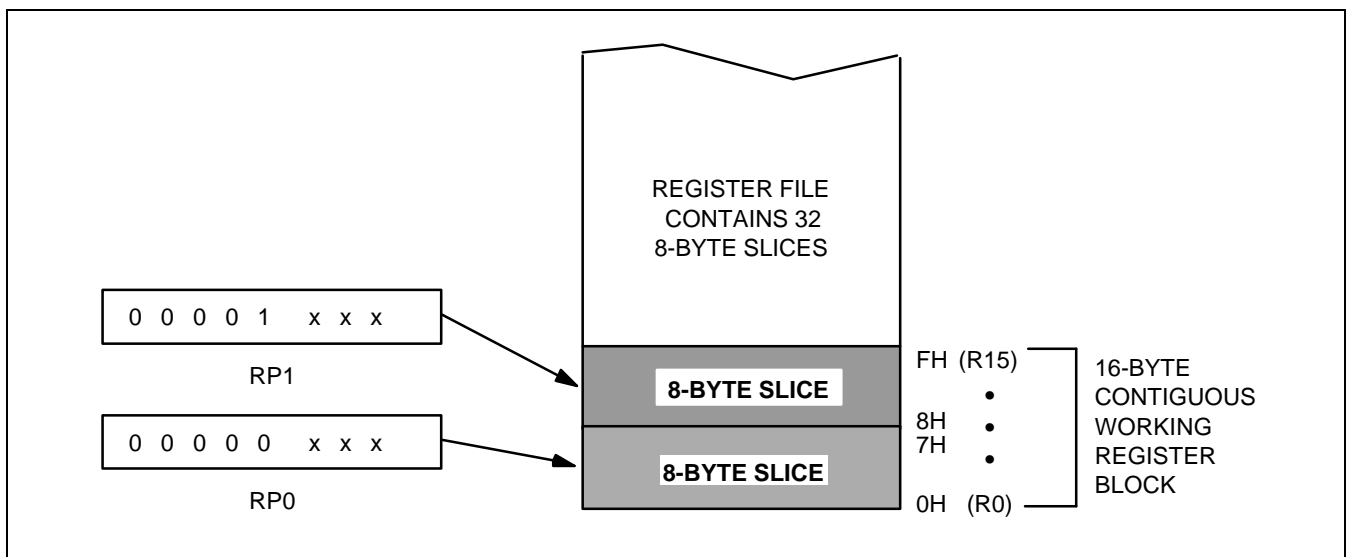 REGISTER FILE
CONTAINS 32
8-BYTE SLICES
0 0 0 0 1 x x x
RP1
0 0 0 0 0 x x x
RP0
8-BYTE SLICE
8-BYTE SLICE
FH (R15)
8H
7H
0H (R0)
16-BYTE
CONTIGUOUS
WORKING
REGISTER
BLOCK